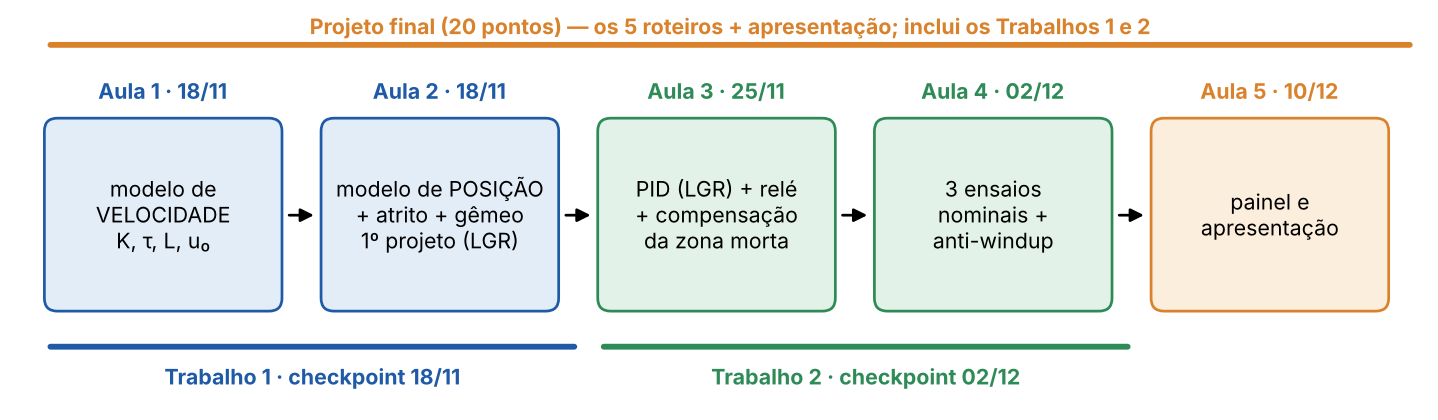 Projeto final (20 pontos) — os 5 roteiros + apresentação; inclui os Trabalhos 1 e 2
Aula 1 · 18/11
Aula 2 · 18/11
Aula 3 · 25/11
Aula 4 · 02/12
Aula 5 · 10/12
modelo de
VELOCIDADE
K, τ, L, u₀
modelo de POSIÇÃO
+ atrito + gêmeo
1º projeto (LGR)
PID (LGR) + relé
+ compensação
da zona morta
3 ensaios
nominais +
anti-windup
painel e
apresentação
Trabalho 1 · checkpoint 18/11
Trabalho 2 · checkpoint 02/12